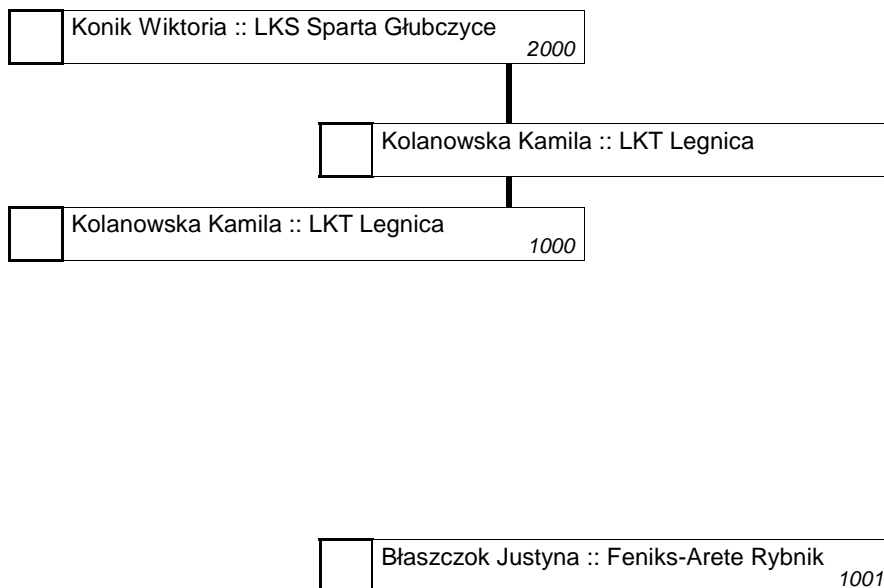 Konik Wiktoria :: LKS Sparta Głubczyce
2000
Kolanowska Kamila :: LKT Legnica
Kolanowska Kamila :: LKT Legnica
1000
Błaszczok Justyna :: Feniks-Arete Rybnik
1001